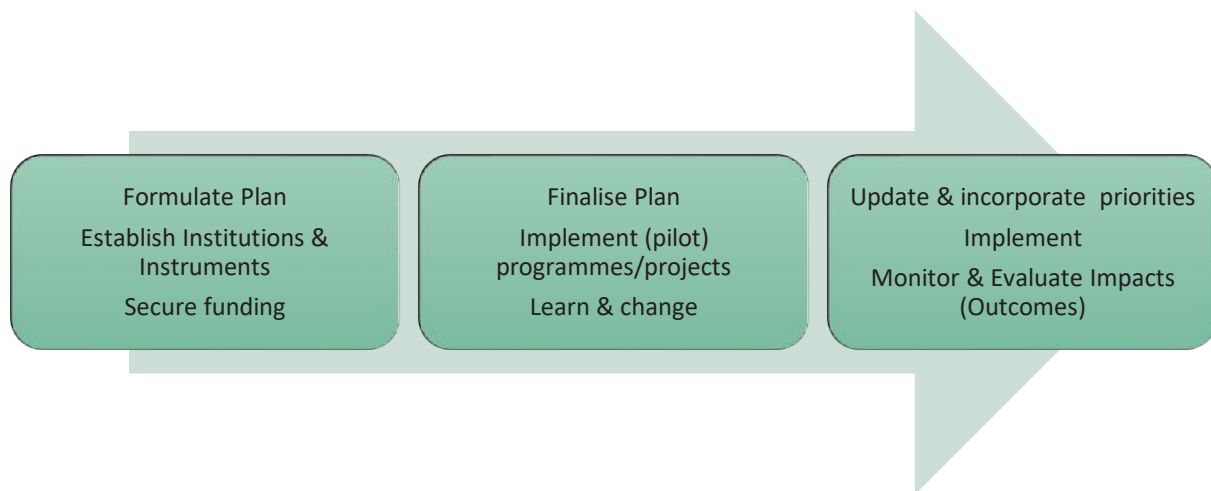 Formulate Plan
Establish Institutions &
Instruments
Secure funding
Finalise Plan
Implement (pilot)
programmes/projects
Learn & change
Update & incorporate  priorities
Implement
Monitor & Evaluate Impacts
(Outcomes)